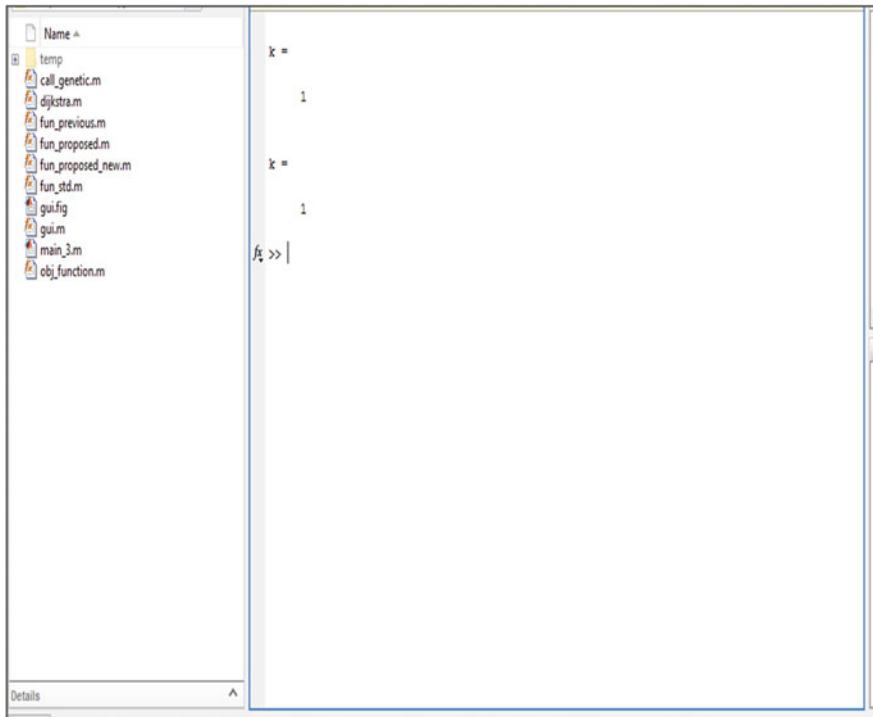 Name
temp
call_genetic.m
dijkstra.m
fun_previous.m
fun_proposed.m
fun_proposed_new.m
fun_std.m
gui.fig
gui.m
main_3.m
obj_function.m
Details
k =
1
k =
1
fx >>